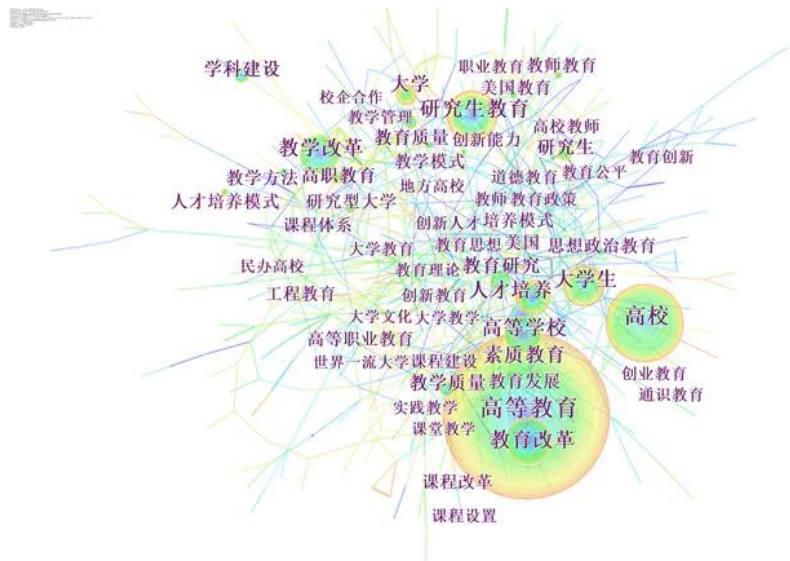 职业教育 教师教育
学科建设
大学
美国教育
校企合作
研究生教育
教学管理
高校教师
教育质量 创新能力
教学改革
研究生
教学模式
教育创新
教学方法 高职教育
道德教育 教育公平
地方高校
人才培养模式 研究型大学
教师 教育政策
课程体系
创新人才培养模式
大学教育
教育思想 美国 思想政治教育
民办高校
教育理论 教育研究
大学生
工程教育
创新教育 人才培养
大学文化 大学教学
高校
高等学校
高等职业教育
世界一流大学 课程建设 素质教育
创业教育
教学质量 教育发展
通识教育
实践教学
高等教育
课堂教学
教育改革
课程改革
课程设置